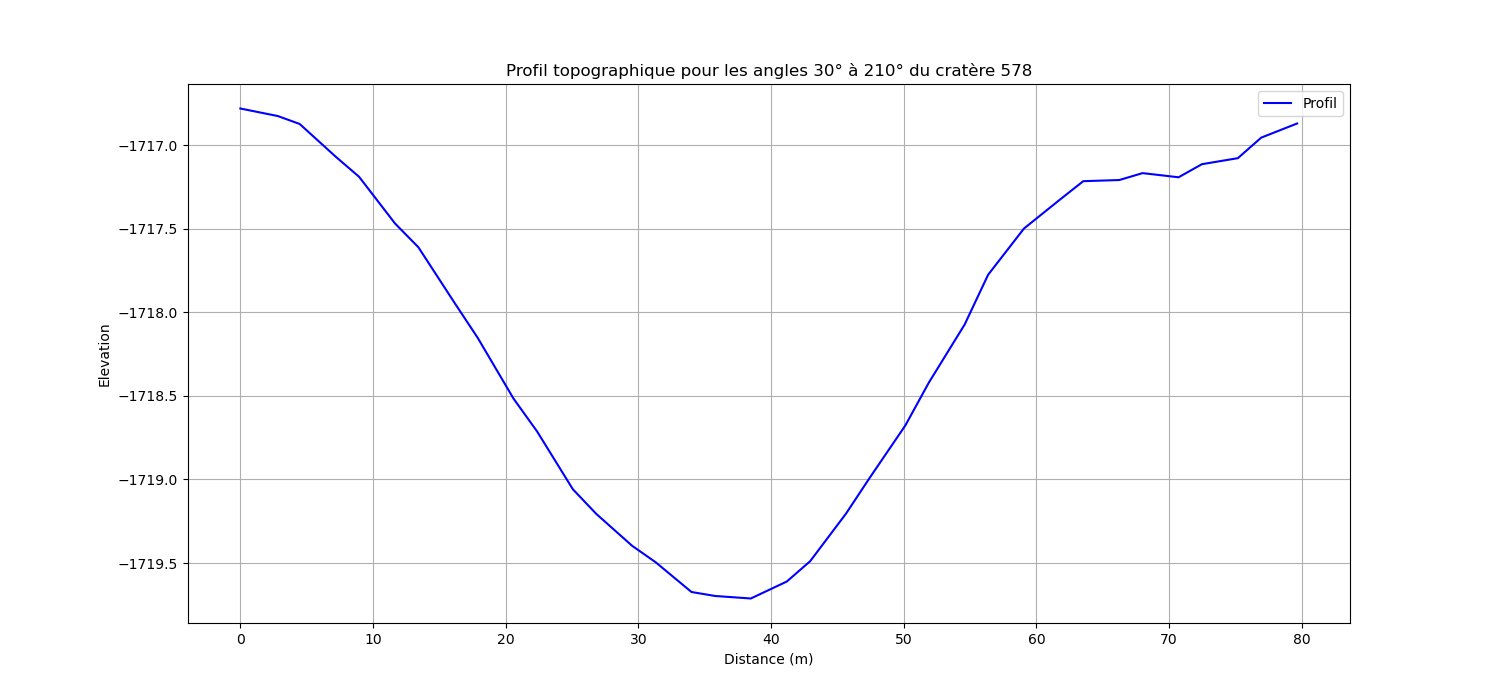 Profil topographique pour les angles 30° à 210° du cratère 578
Profil
−1717.0
−1717.5
−1718.0
−1718.5
−1719.0
−1719.5
Elevation
0 10 20 30 40 50 60 70 80
Distance (m)